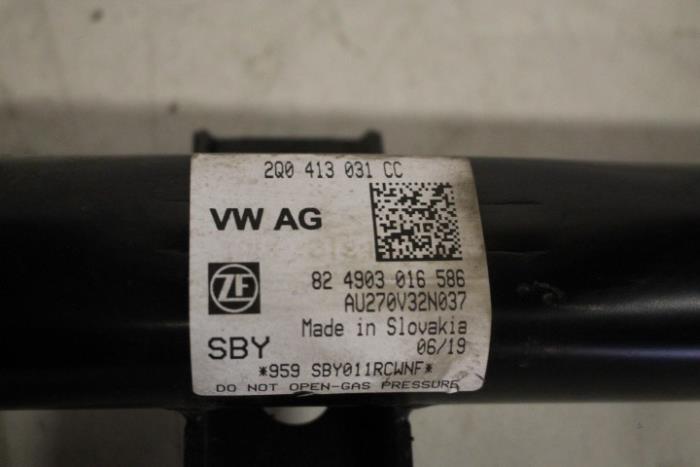 2Q0 413 031 CC
VW AG
82 4903 016 586
ZF
AU270V32N037
Made in Slovakia
SBY
06/19
*959 SBY011RCWNF*
DO NOT OPEN-GAS PRESSURE